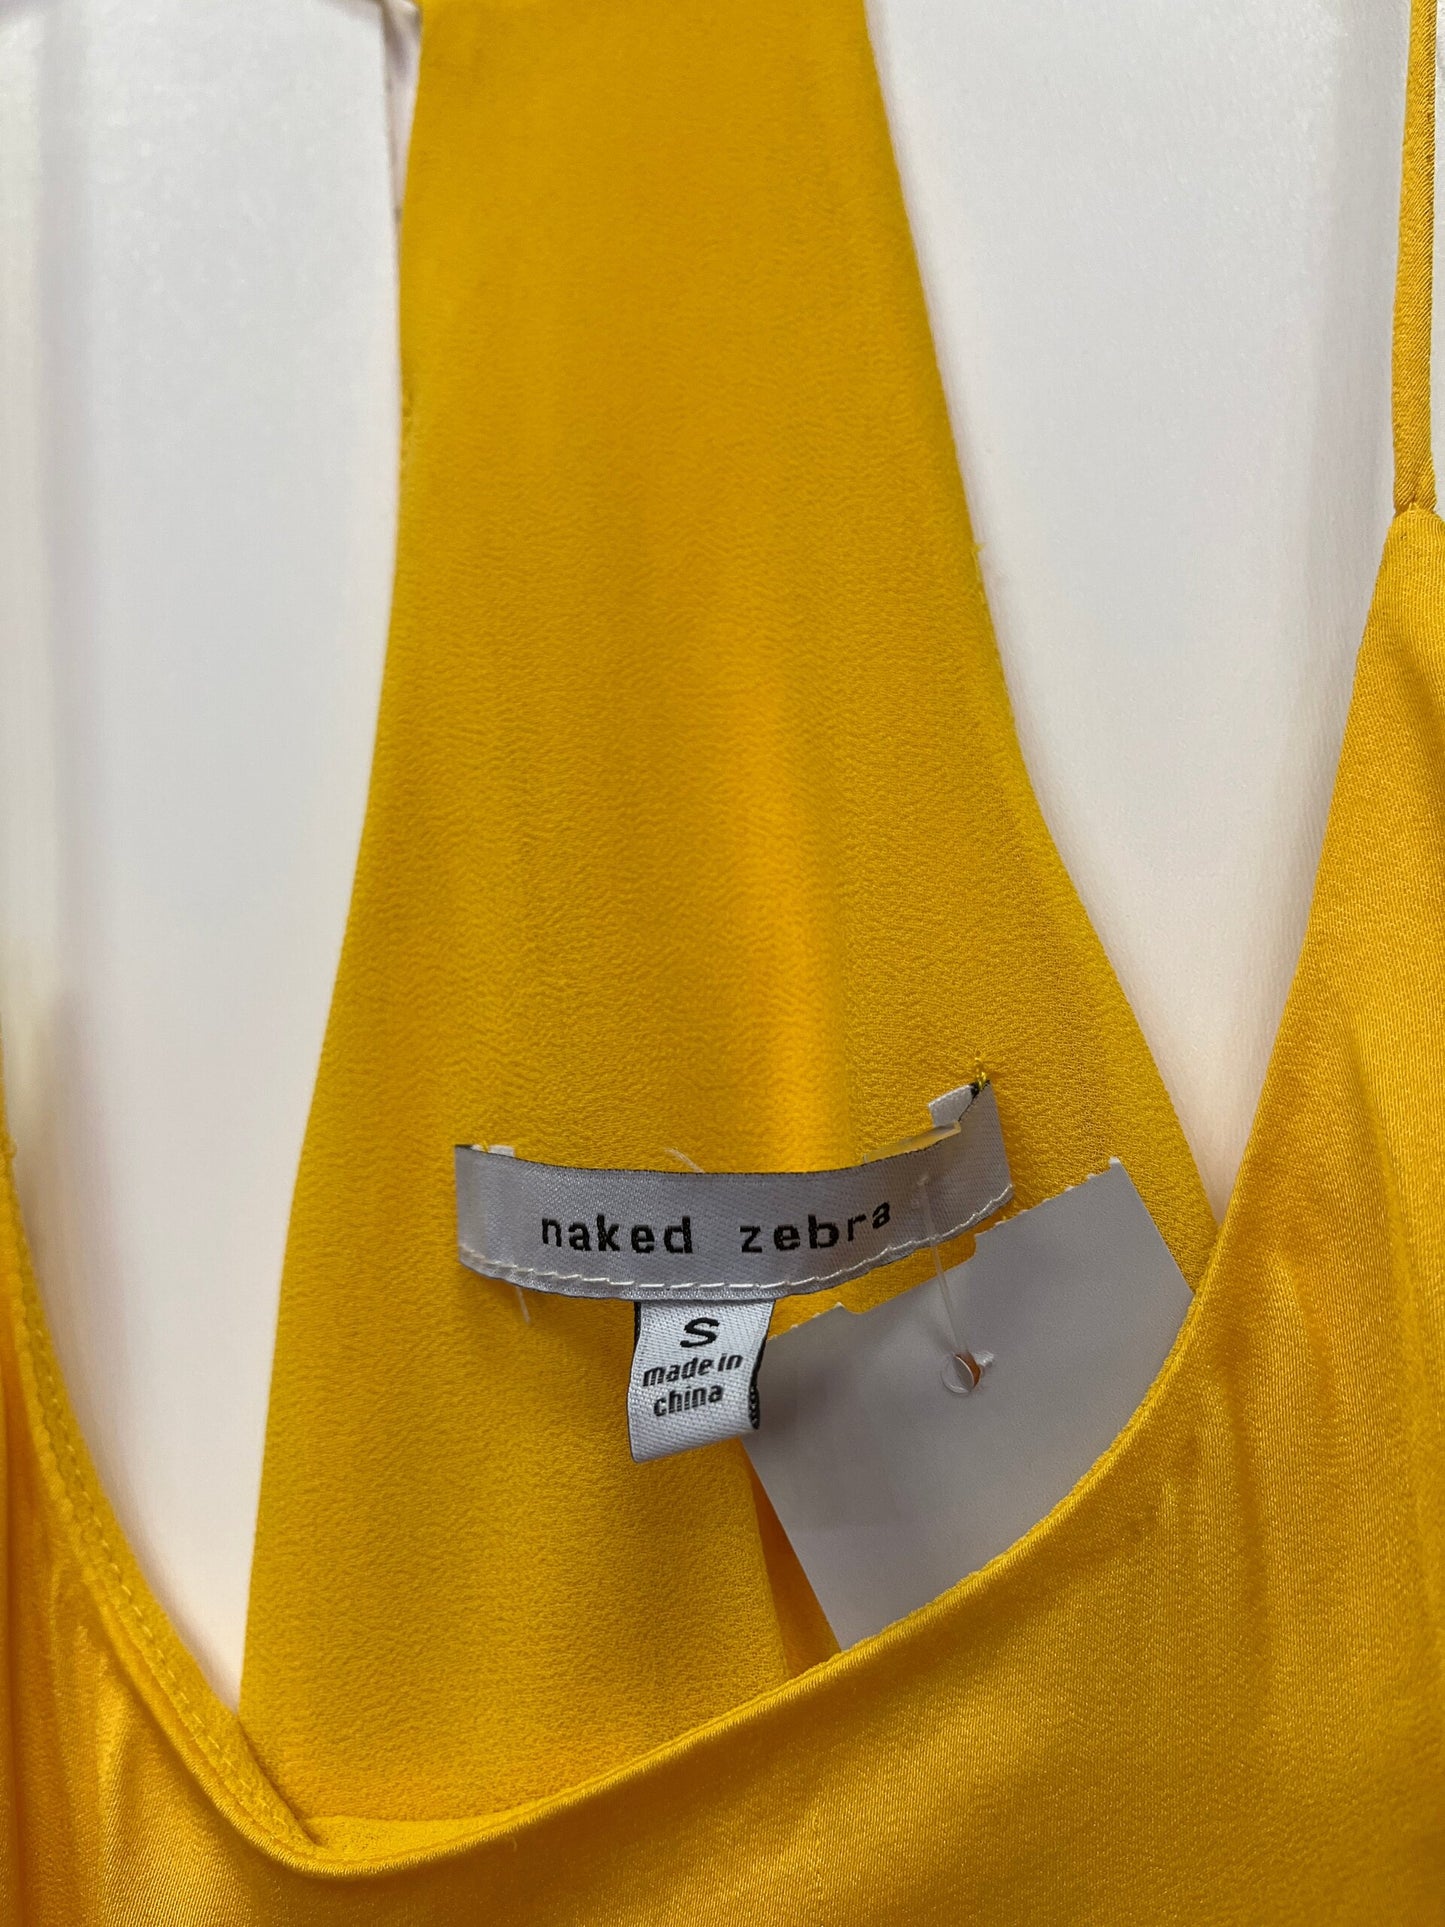 naked zebra
S
made in
china